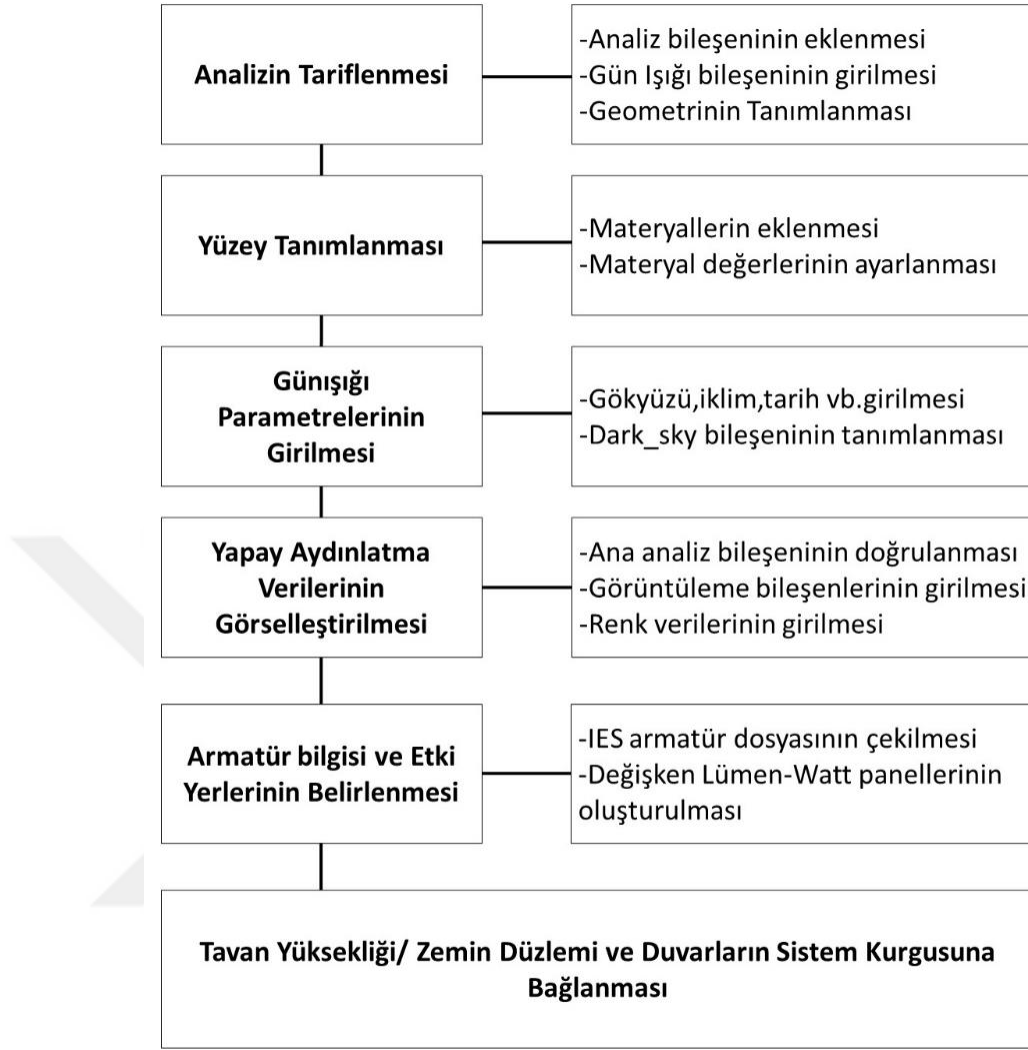 Analizin Tariflenmesi
-Analiz bileşeninin eklenmesi
-Gün Işığı bileşeninin girilmesi
-Geometrinin Tanımlanması
Yüzey Tanımlanması
-Materyallerin eklenmesi
-Materyal değerlerinin ayarlanması
Günışığı
Parametrelerinin
Girilmesi
-Gökyüzü,iklim,tarih vb.girilmesi
-Dark_sky bileşeninin tanımlanması
Yapay Aydınlatma
Verilerinin
Görselleştirilmesi
-Ana analiz bileşeninin doğrulanması
-Görüntüleme bileşenlerinin girilmesi
-Renk verilerinin girilmesi
Armatür bilgisi ve Etki
Yerlerinin Belirlenmesi
-IES armatür dosyasının çekilmesi
-Değişken Lümen-Watt panellerinin
oluşturulması
Tavan Yüksekliği/ Zemin Düzlemi ve Duvarların Sistem Kurgusuna
Bağlanması